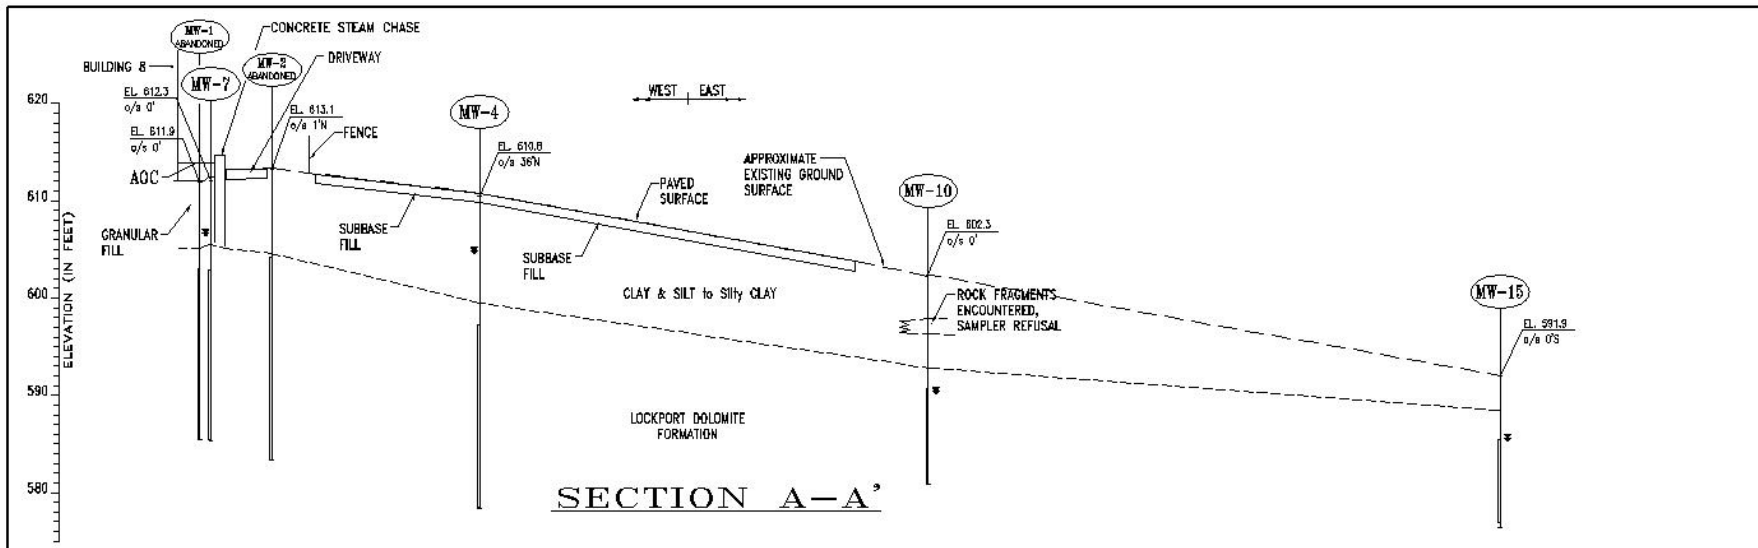 MW-1
ABANDONED
CONCRETE STEAM CHASE
MW-2
ABANDONED
DRIVEWAY
BUILDING 8
MW-7
WEST EAST
EL. 612.3
o/s 0'
620
EL. 613.1
o/s 1'N
MW-4
EL. 611.9
o/s 0'
FENCE
EL. 610.8
o/s 36'N
APPROXIMATE
EXISTING GROUND
SURFACE
AOC
PAVED
SURFACE
MW-10
610
GRANULAR
FILL
SUBBASE
FILL
SUBBASE
FILL
EL. 602.3
o/s 0'
ELEVATION (IN FEET)
600
CLAY & SILT to Silty CLAY
ROCK FRAGMENTS
ENCOUNTERED,
SAMPLER REFUSAL
MW-15
EL. 591.9
o/s 0'S
590
LOCKPORT DOLOMITE
FORMATION
580
SECTION A-A'